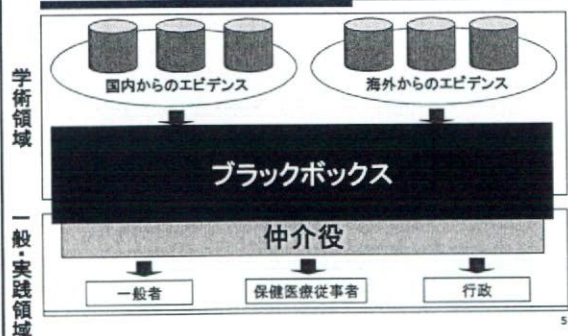 学術領域
国内からのエビデンス
海外からのエビデンス
ブラックボックス
仲介役
一般・実践領域
一般者
保健医療従事者
行政
5